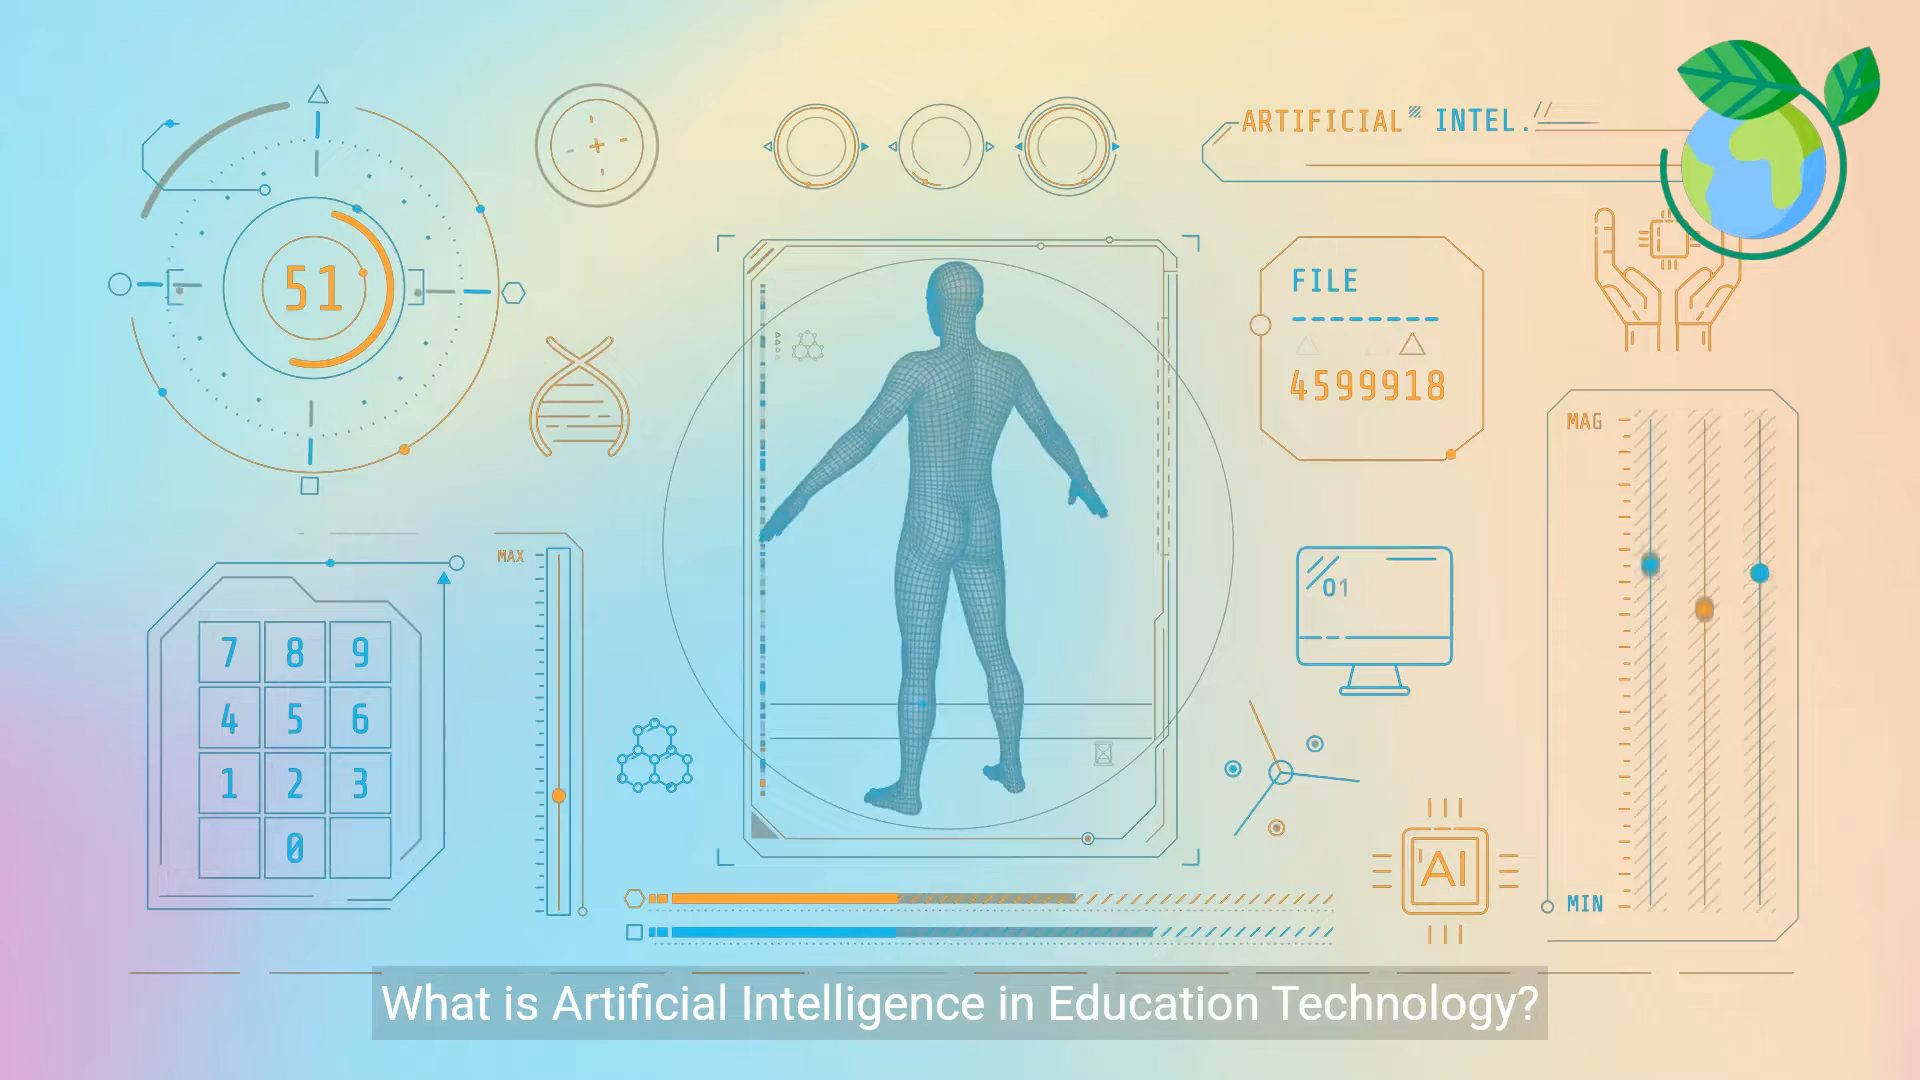 ARTIFICIAL INTEL.
51
FILE
4599918
MAG
MAX
01
7 8 9
4 5 6
1 2 3
0
AI
MIN
What is Artificial Intelligence in Education Technology?